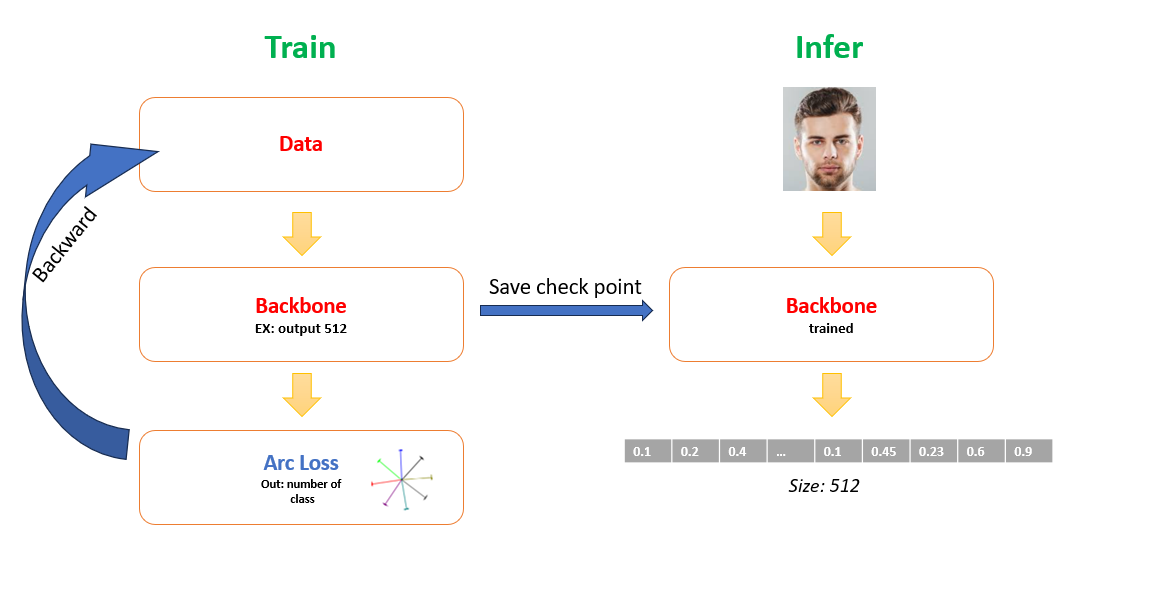 Train
Infer
Data
Backward
Backbone
EX: output 512
Save check point
Backbone
trained
Arc Loss
Out: number of
class
0.1 0.2 0.4 ... 0.1 0.45 0.23 0.6 0.9
Size: 512